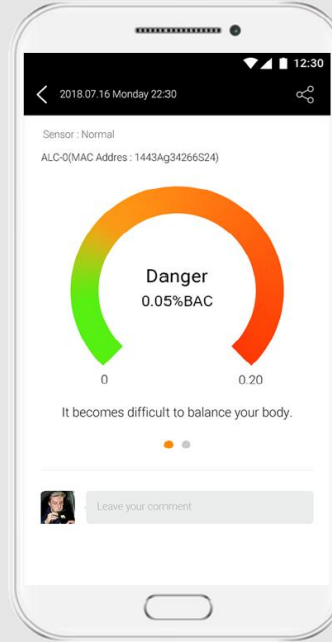 12:30
2018.07.16 Monday 22:30
Sensor : Normal
ALC-0(MAC Addres : 1443Ag34266S24)
Danger
0.05%BAC
0 0.20
It becomes difficult to balance your body.
Leave your comment